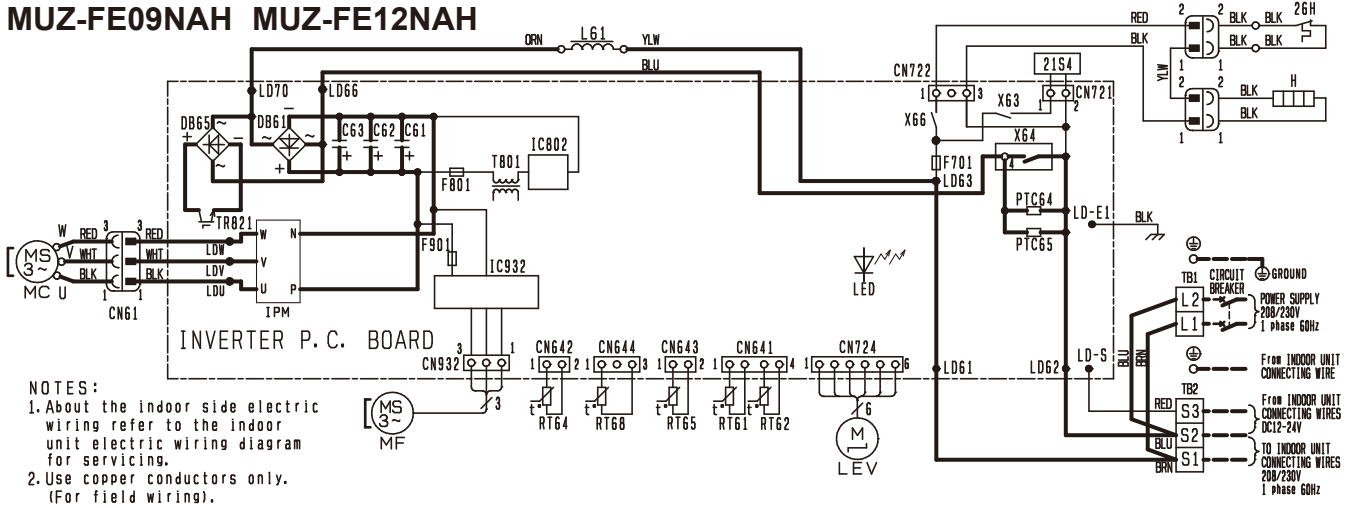 MUZ-FE09NAH MUZ-FE12NAH
ORN L61 YLW
BLU
RED
BLK
YLW
2 2 BLK BLK 26H
BLK BLK
1 1
2 2 BLK H
BLK
1 1
LD70 LD66
CN722
1 3
21S4
CN721
1 2
X63
X66
X64
4
DB65 DB61
+ ~ − − ~ ~ ~ +
C63 C62 C61
+ + +
IC802
T801
F801
F701
LD63
PTC64
PTC65
LD-E1 BLK
TR821
W RED 3 3 RED LDW W N
V WHT WHT LDV V
U BLK 1 1 BLK LDU U P
MS
3~
MC
CN61
IPM
F901
IC932
LED
INVERTER P.C. BOARD
CN932 3 1
3
MS
3~
MF
CN642
1 2
t°
RT64
CN644
1 3
t°
RT68
CN643
1 2
t°
RT65
CN641
1 4
t° t°
RT61 RT62
CN724
1 6
6
M
LEV
LD61 LD62 LD-S
GROUND
TB1 CIRCUIT
BREAKER
L2
L1
POWER SUPPLY
208/230V
1 phase 60Hz
BLU BRN
From INDOOR UNIT
CONNECTING WIRE
TB2
RED S3
BLU S2
BRN S1
From INDOOR UNIT
CONNECTING WIRES
DC12-24V
TO INDOOR UNIT
CONNECTING WIRES
208/230V
1 phase 60Hz
NOTES:
1. About the indoor side electric
wiring refer to the indoor
unit electric wiring diagram
for servicing.
2. Use copper conductors only.
(For field wiring).